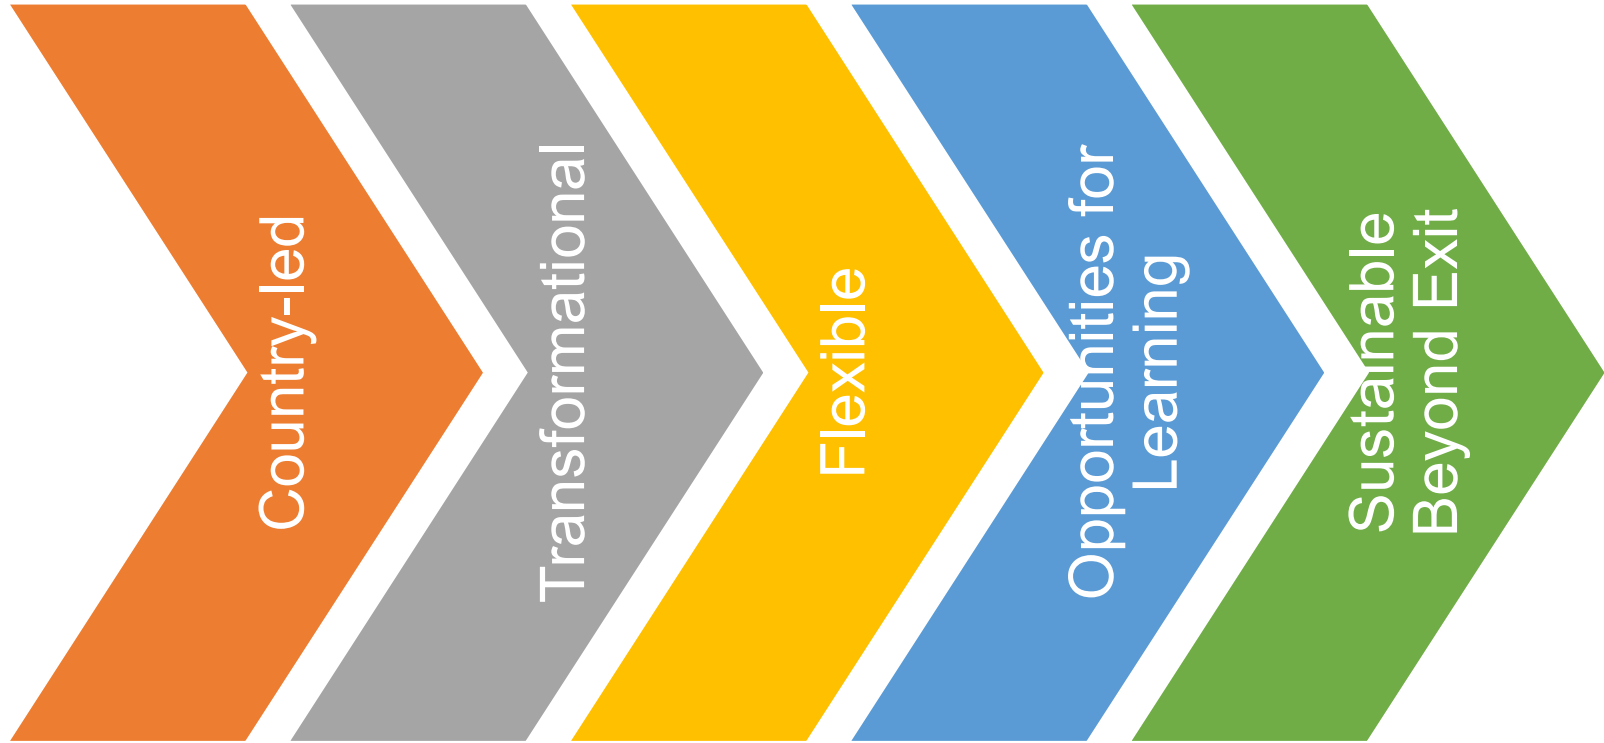 Country-led
Transformational
Flexible
Opportunities for
Learning
Sustainable
Beyond Exit